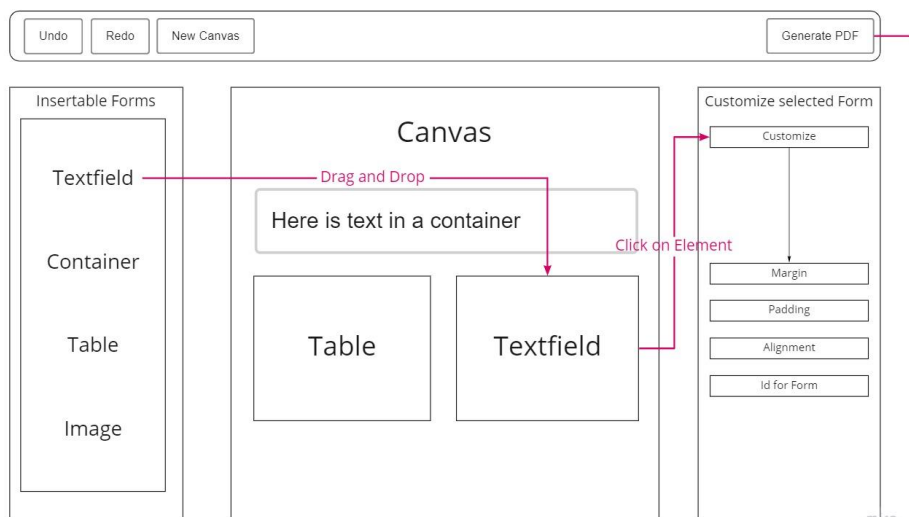 Undo
Redo
New Canvas
Generate PDF
Insertable Forms
Textfield
Container
Table
Image
Canvas
Drag and Drop
Here is text in a container
Click on Element
Table
Textfield
Customize selected Form
Customize
Margin
Padding
Alignment
Id for Form